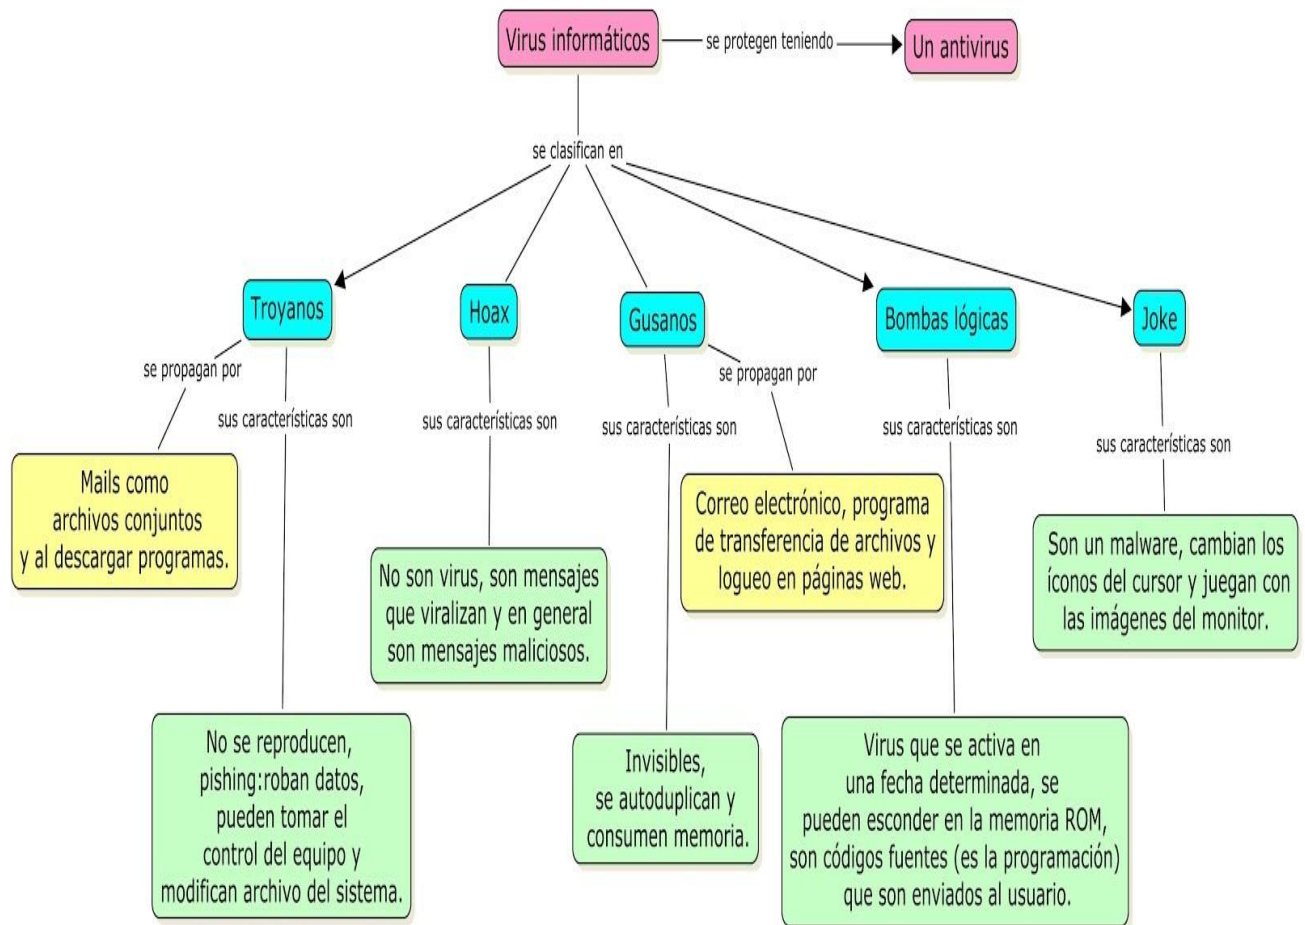 Virus informáticos
se protegen teniendo
Un antivirus
se clasifican en
Troyanos
Hoax
Gusanos
Bombas lógicas
Joke
se propagan por
sus características son
sus características son
sus características son
se propagan por
sus características son
sus características son
Mails como
archivos conjuntos
y al descargar programas.
No se reproducen,
pishing:roban datos,
pueden tomar el
control del equipo y
modifican archivo del sistema.
No son virus, son mensajes
que viralizan y en general
son mensajes maliciosos.
Invisibles,
se autoduplican y
consumen memoria.
Correo electrónico, programa
de transferencia de archivos y
logueo en páginas web.
Virus que se activa en
una fecha determinada, se
pueden esconder en la memoria ROM,
son códigos fuentes (es la programación)
que son enviados al usuario.
Son un malware, cambian los
íconos del cursor y juegan con
las imágenes del monitor.